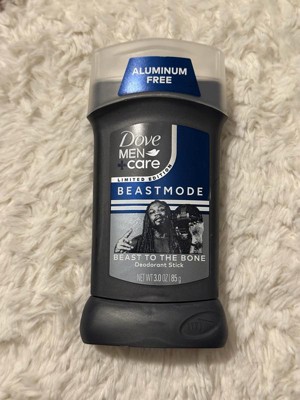 ALUMINUM
FREE
Dove
MEN
+care
LIMITED EDITION
BEASTMODE
BEAST TO THE BONE
Deodorant Stick
NET WT 3.0 OZ | 85 g